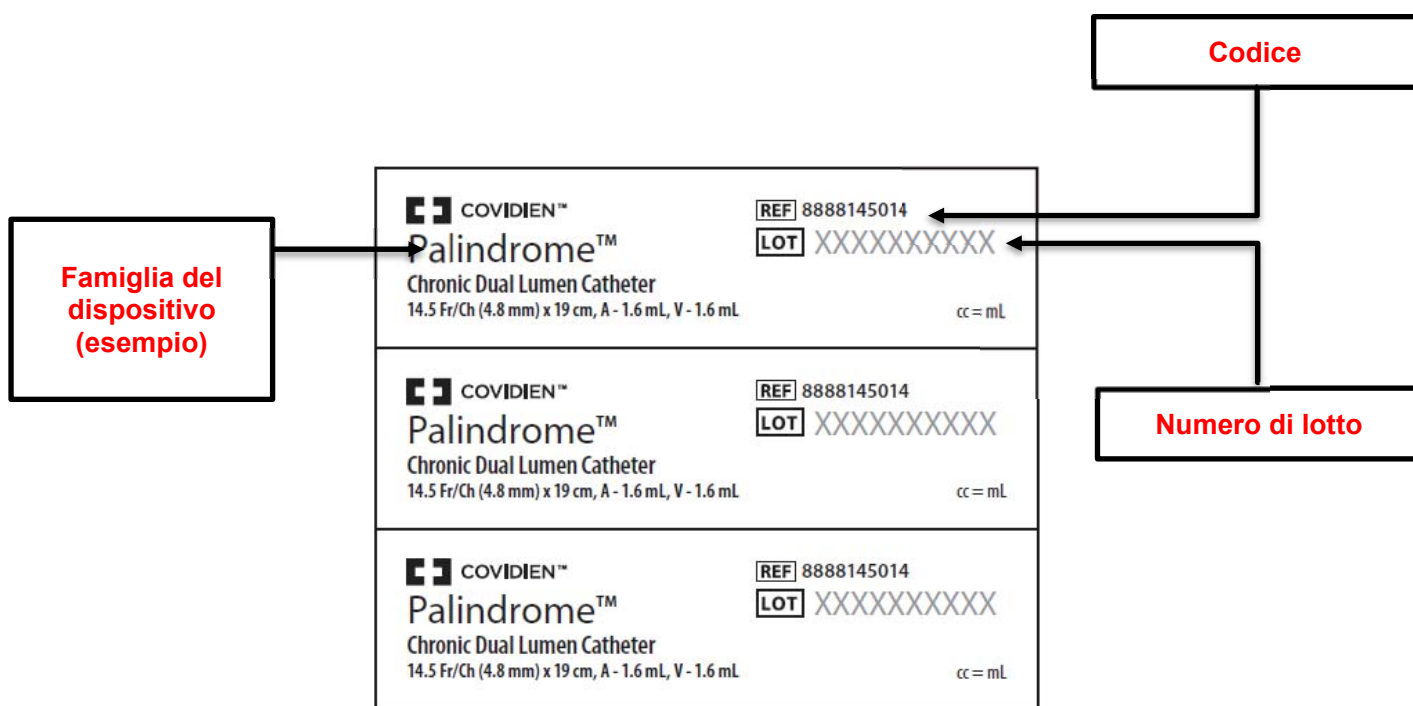 Codice
COVIDIEN™
REF 8888145014
Palindrome™
LOT XXXXXXXXXX
Chronic Dual Lumen Catheter
14.5 Fr/Ch (4.8 mm) x 19 cm, A - 1.6 mL, V - 1.6 mL
cc = mL
Famiglia del
dispositivo
(esempio)
COVIDIEN™
REF 8888145014
Palindrome™
LOT XXXXXXXXXX
Chronic Dual Lumen Catheter
14.5 Fr/Ch (4.8 mm) x 19 cm, A - 1.6 mL, V - 1.6 mL
cc = mL
Numero di lotto
COVIDIEN™
REF 8888145014
Palindrome™
LOT XXXXXXXXXX
Chronic Dual Lumen Catheter
14.5 Fr/Ch (4.8 mm) x 19 cm, A - 1.6 mL, V - 1.6 mL
cc = mL